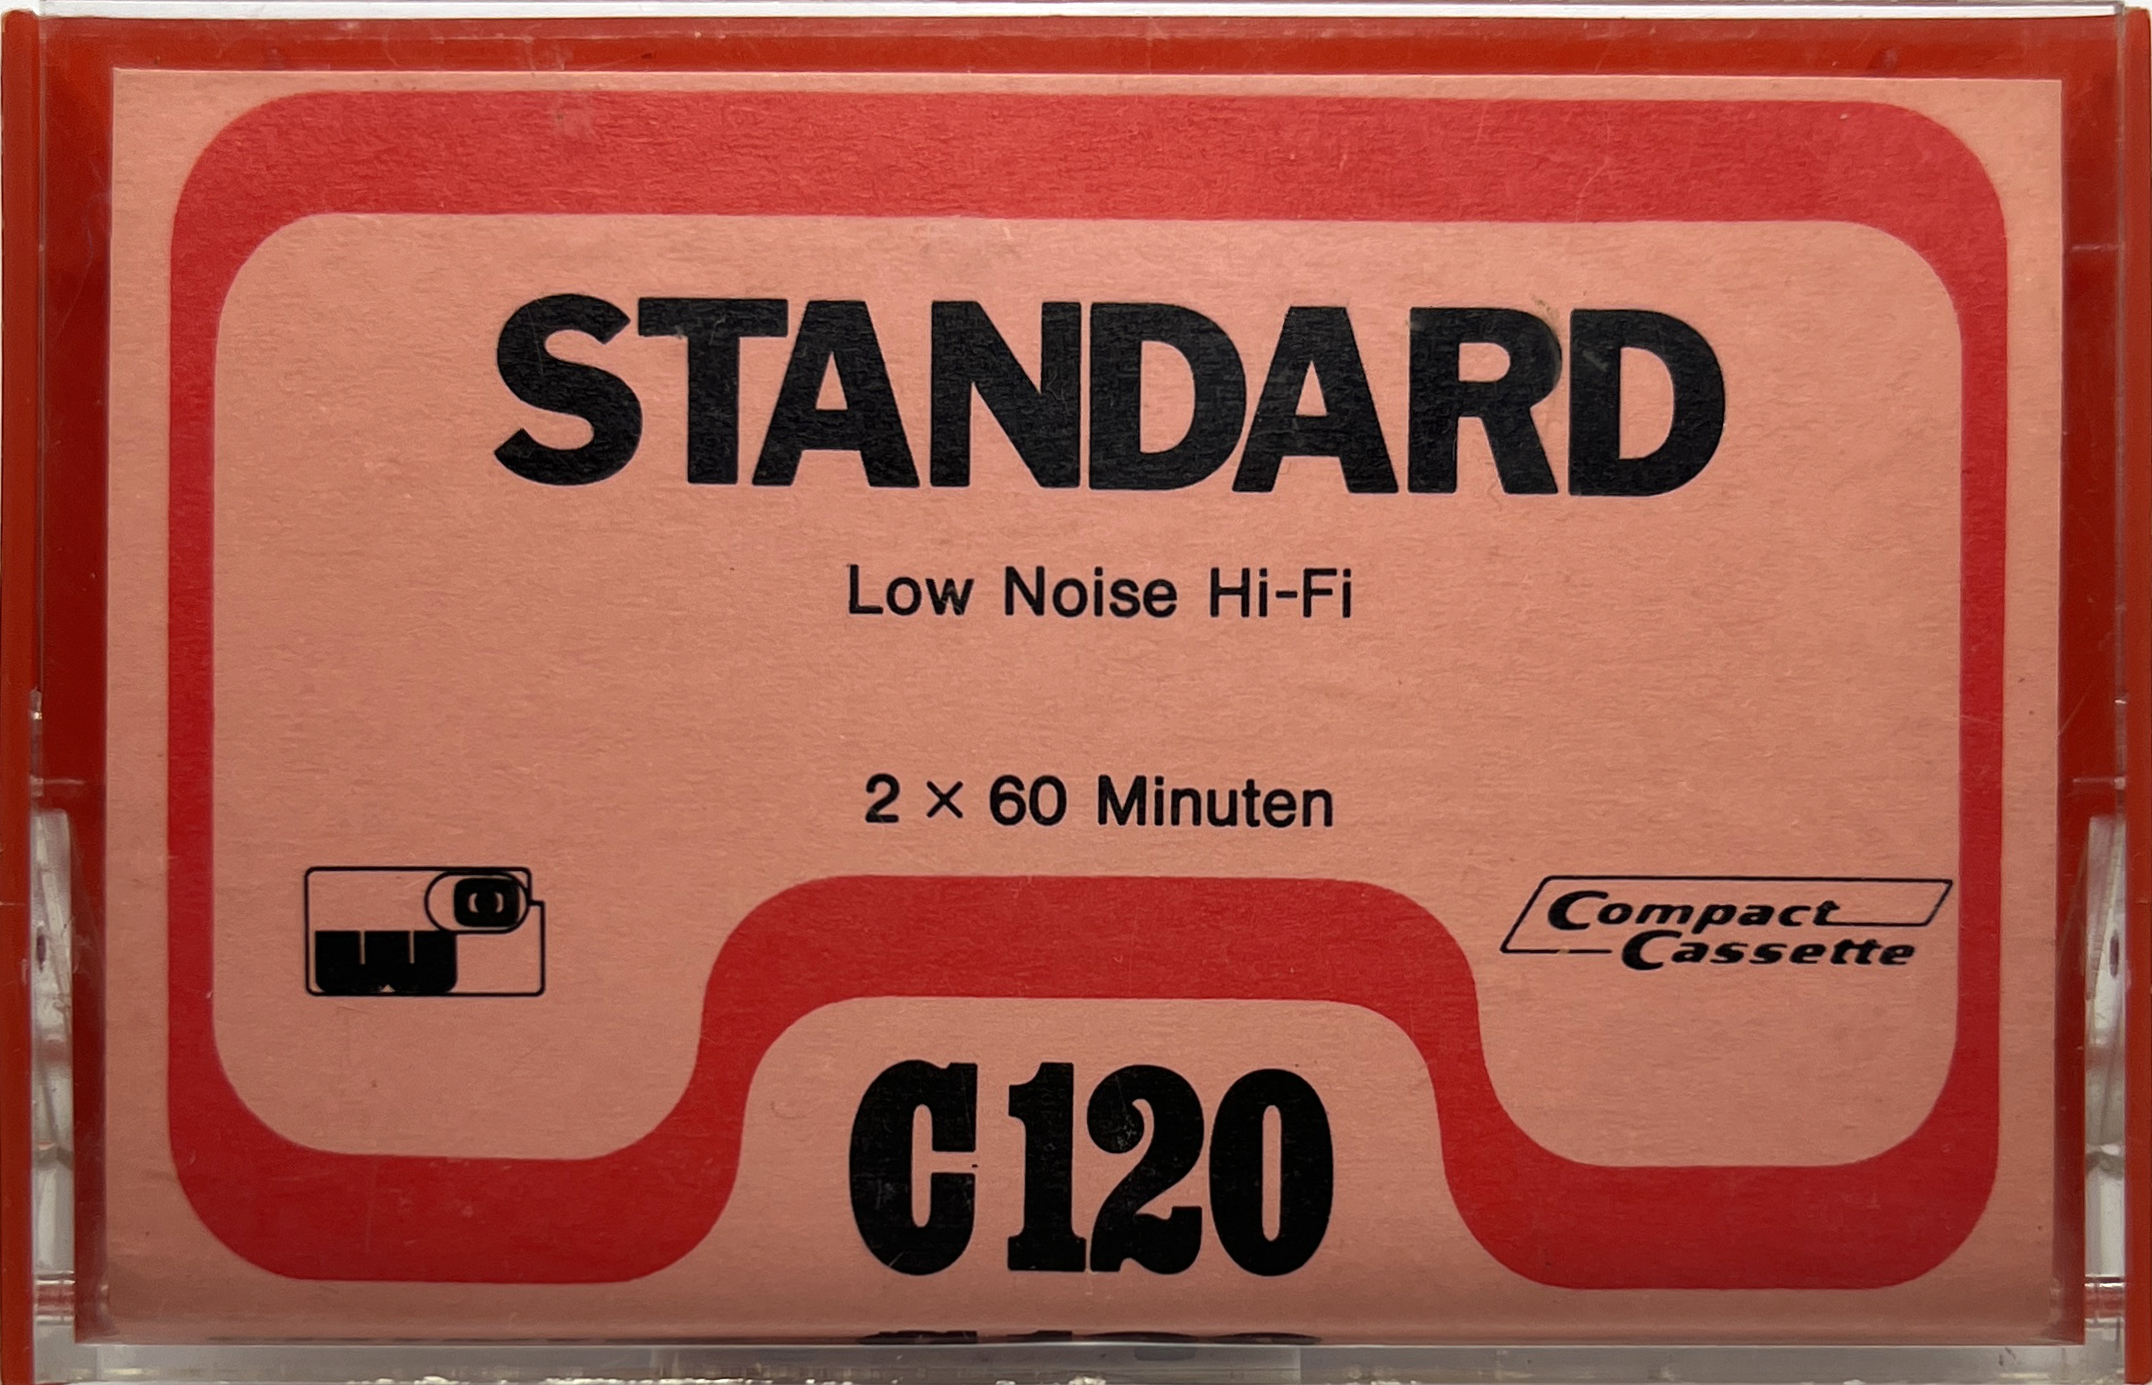 STANDARD
Low Noise Hi-Fi
2 × 60 Minuten
Compact
Cassette
C120